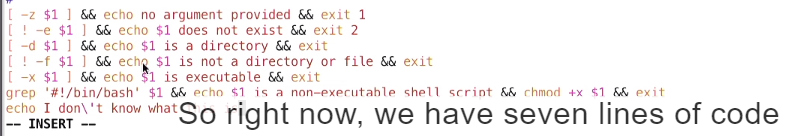 #
[ -z $1 ] && echo no argument provided && exit 1
[ ! -e $1 ] && echo $1 does not exist && exit 2
[ -d $1 ] && echo $1 is a directory && exit
[ ! -f $1 ] && echo $1 is not a directory or file && exit
[ -x $1 ] && echo $1 is executable && exit
grep '#!/bin/bash' $1 && echo $1 is a non-executable shell script && chmod +x $1 && exit
echo I don\'t know what
-- INSERT --
So right now, we have seven lines of code